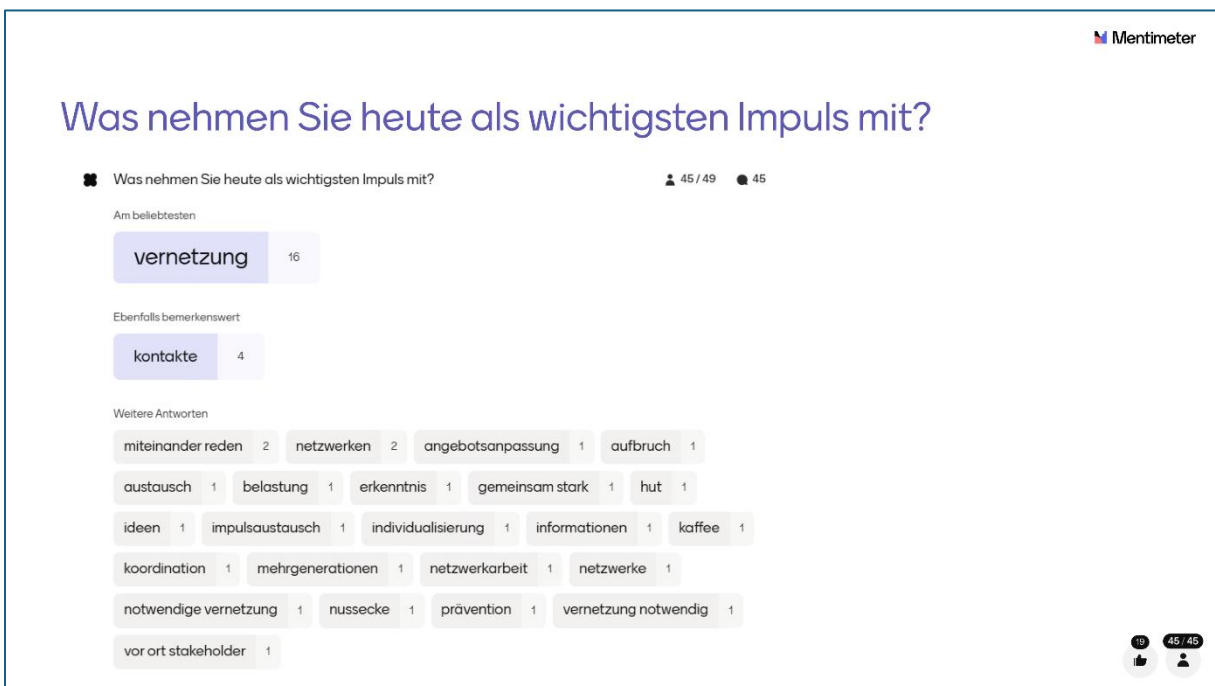 Mentimeter
Was nehmen Sie heute als wichtigsten Impuls mit?
Was nehmen Sie heute als wichtigsten Impuls mit? 45/49 45
Am beliebtesten
vernetzung 16
Ebenfalls bemerkenswert
kontakte 4
Weitere Antworten
miteinander reden 2 netzwerken 2 angebotsanpassung 1 aufbruch 1
austausch 1 belastung 1 erkenntnis 1 gemeinsam stark 1 hut 1
ideen 1 impulsaustausch 1 individualisierung 1 informationen 1 kaffee 1
koordination 1 mehrgenerationen 1 netzwerkarbeit 1 netzwerke 1
notwendige vernetzung 1 nussecke 1 prävention 1 vernetzung notwendig 1
vor ort stakeholder 1
19 45/45